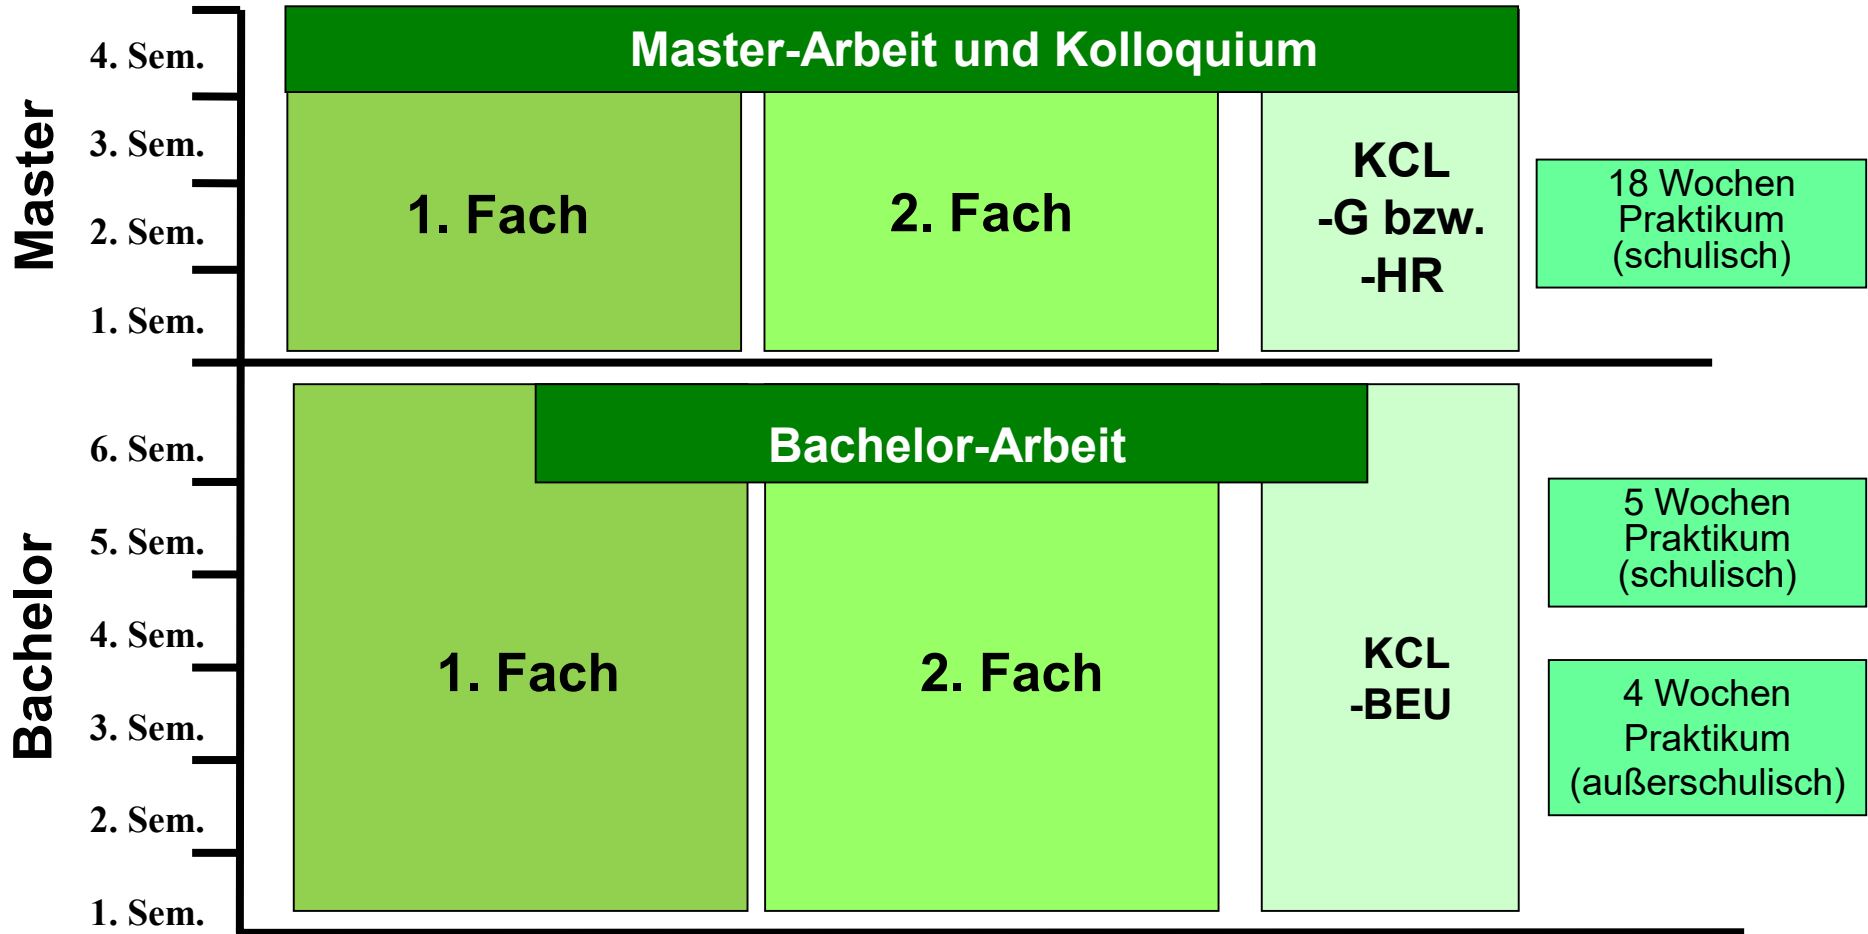 Master
4. Sem.
3. Sem.
2. Sem.
1. Sem.
Master-Arbeit und Kolloquium
1. Fach
2. Fach
KCL
-G bzw.
-HR
18 Wochen
Praktikum
(schulisch)
Bachelor
6. Sem.
5. Sem.
4. Sem.
3. Sem.
2. Sem.
1. Sem.
Bachelor-Arbeit
1. Fach
2. Fach
KCL
-BEU
5 Wochen
Praktikum
(schulisch)
4 Wochen
Praktikum
(außerschulisch)